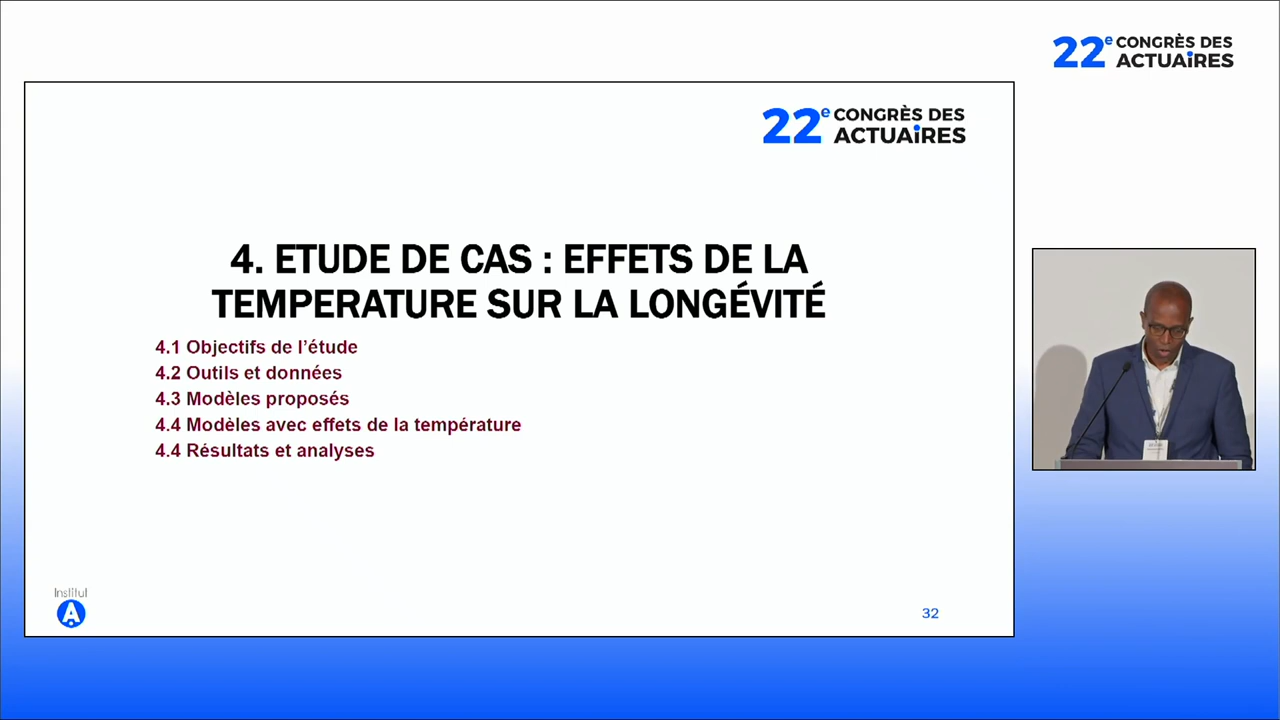 22e CONGRÈS DES
ACTUAIRES
22e CONGRÈS DES
ACTUAIRES
4. ETUDE DE CAS : EFFETS DE LA
TEMPERATURE SUR LA LONGÉVITÉ
4.1 Objectifs de l'étude
4.2 Outils et données
4.3 Modèles proposés
4.4 Modèles avec effets de la température
4.4 Résultats et analyses
Institut
A
32